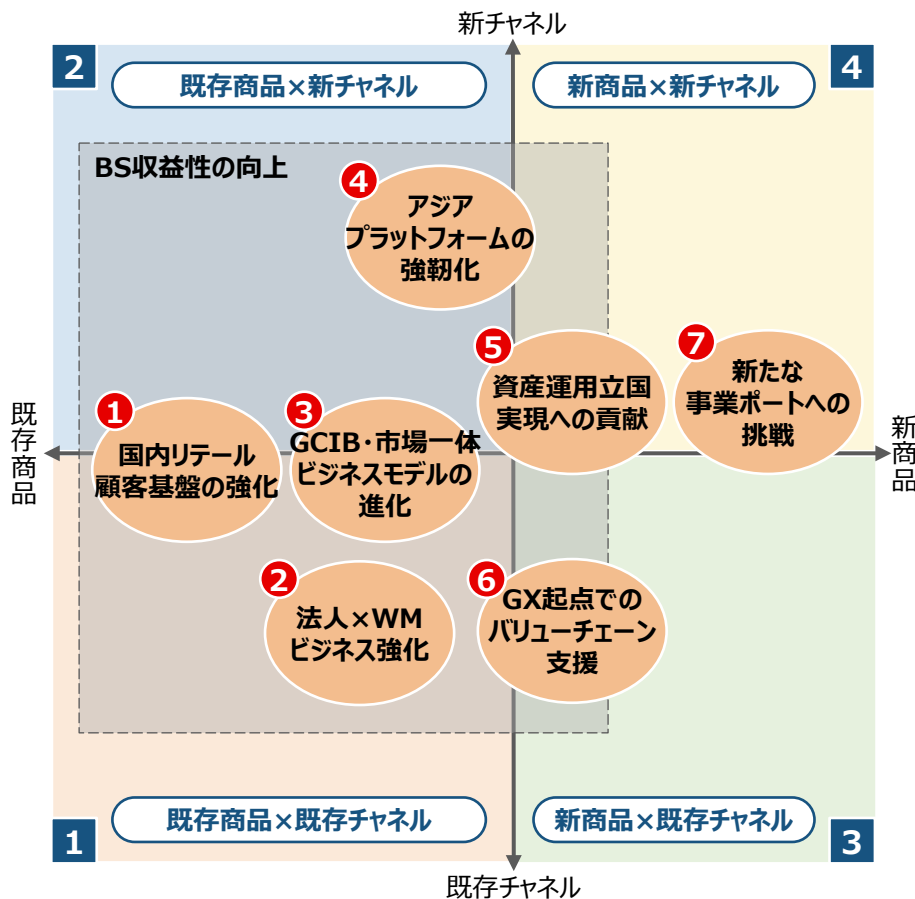 新チャネル
2
既存商品×新チャネル
新商品×新チャネル
4
BS収益性の向上
4
アジア
プラットフォームの
強靭化
5
資産運用立国
実現への貢献
7
新たな
事業ポートへの
挑戦
既存商品
1
国内リテール
顧客基盤の強化
3
GCIB・市場一体
ビジネスモデルの
進化
新商品
2
法人×WM
ビジネス強化
6
GX起点での
バリューチェーン
支援
1
既存商品×既存チャネル
新商品×既存チャネル
3
既存チャネル